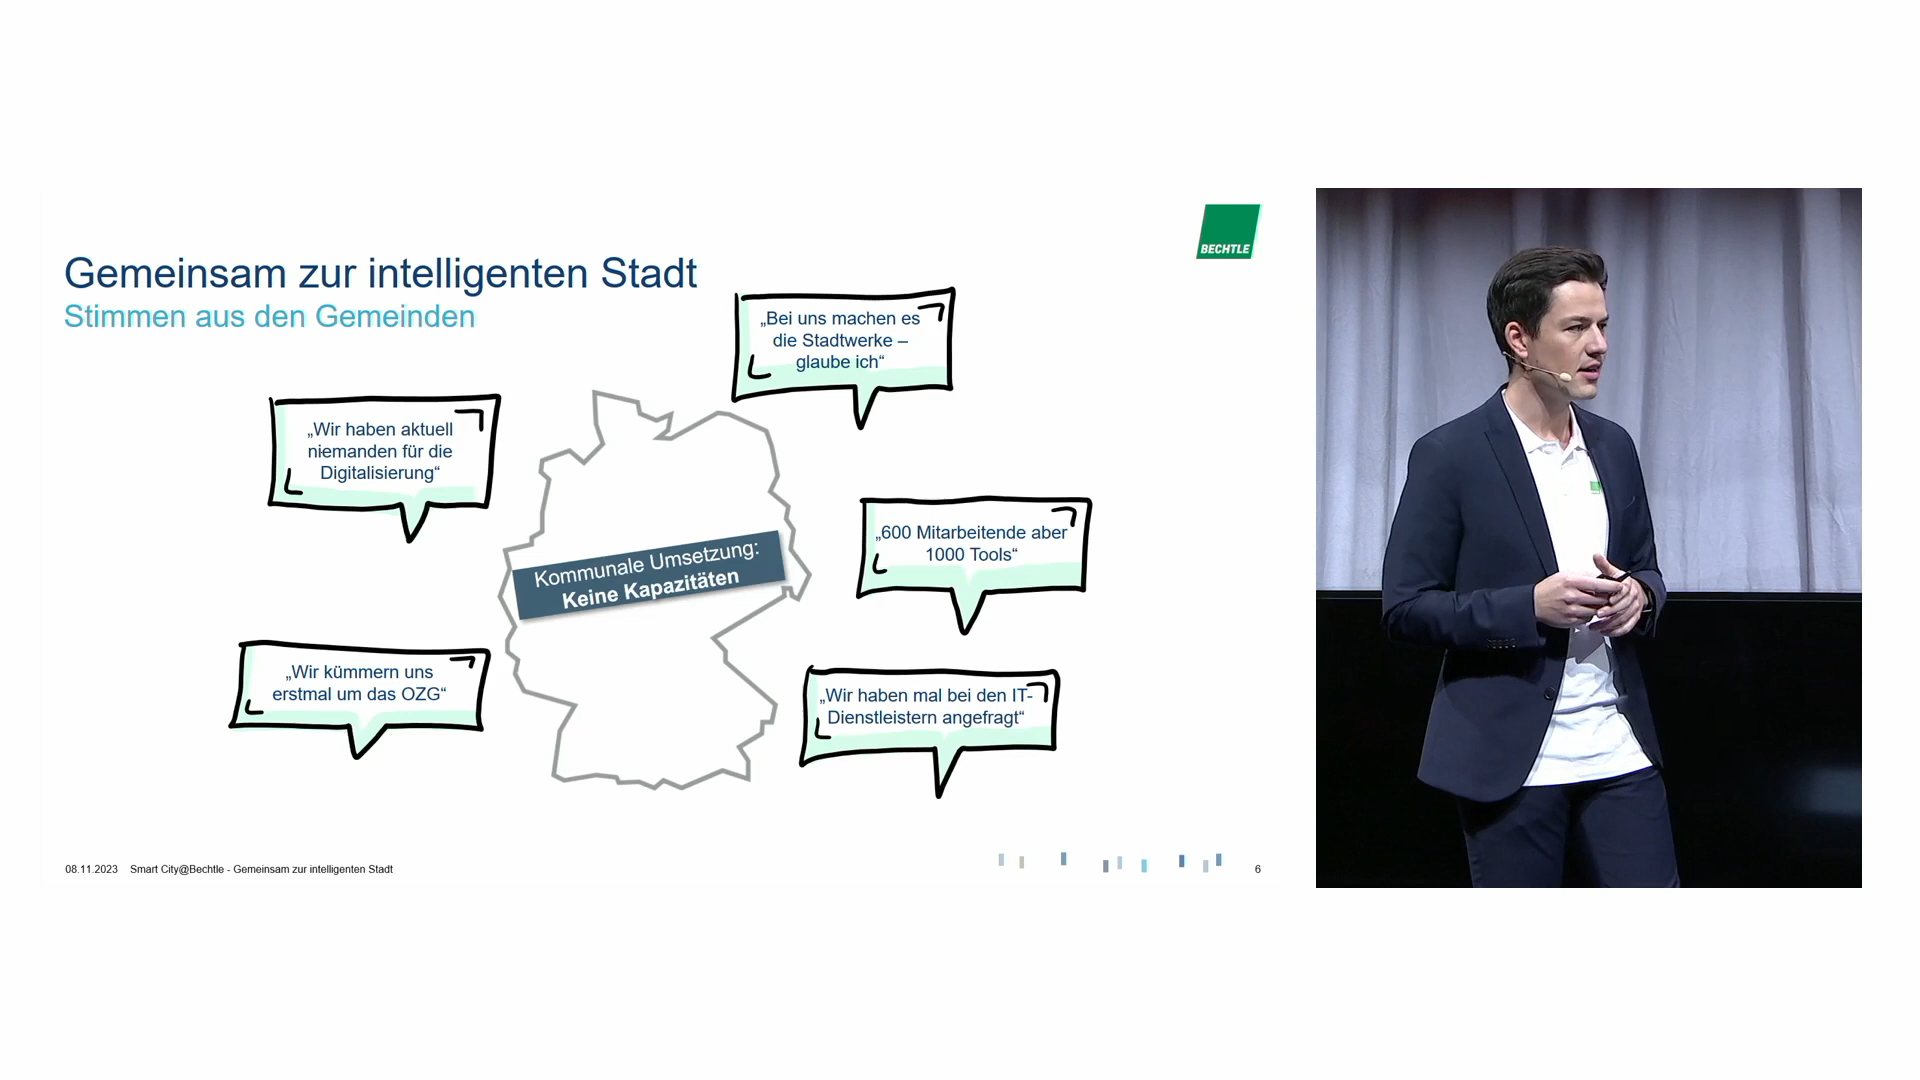 BECHTLE
Gemeinsam zur intelligenten Stadt
Stimmen aus den Gemeinden
„Bei uns machen es
die Stadtwerke –
glaube ich“
„Wir haben aktuell
niemanden für die
Digitalisierung“
„600 Mitarbeitende aber
1000 Tools“
Kommunale Umsetzung:
Keine Kapazitäten
„Wir kümmern uns
erstmal um das OZG“
„Wir haben mal bei den IT-
Dienstleistern angefragt“
08.11.2023 Smart City@Bechtle - Gemeinsam zur intelligenten Stadt
6